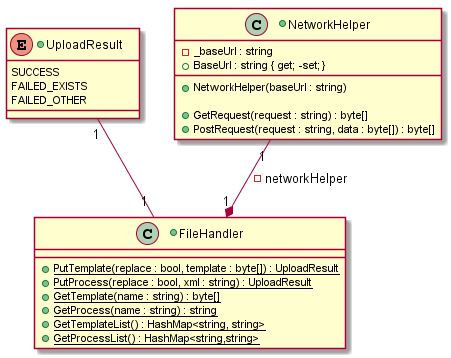 E UploadResult
SUCCESS
FAILED_EXISTS
FAILED_OTHER
C NetworkHelper
_baseUrl : string
BaseUrl : string { get; -set; }
NetworkHelper(baseUrl : string)
GetRequest(request : string) : byte[]
PostRequest(request : string, data : byte[]) : byte[]
1
1
networkHelper
1
1
C FileHandler
PutTemplate(replace : bool, template : byte[]) : UploadResult
PutProcess(replace : bool, xml : string) : UploadResult
GetTemplate(name : string) : byte[]
GetProcess(name : string) : string
GetTemplateList() : HashMap<string, string>
GetProcessList() : HashMap<string,string>